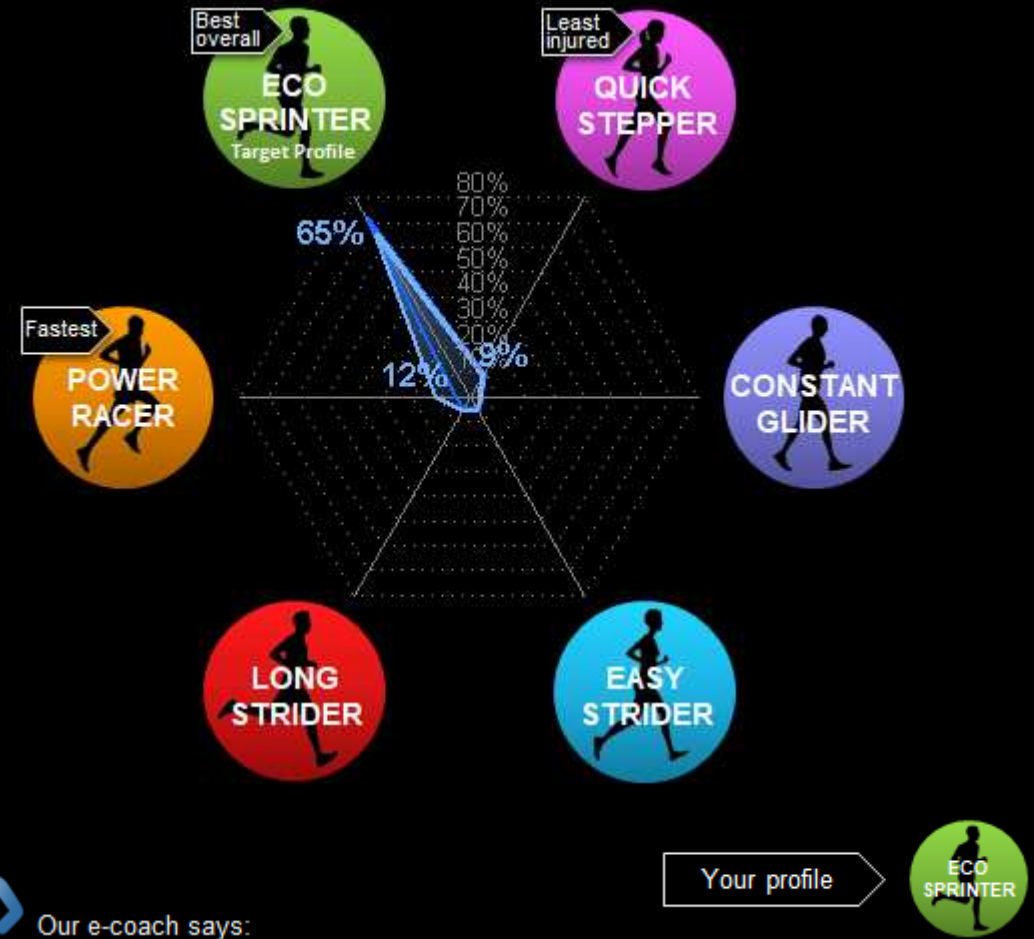 Best
overall
ECO
SPRINTER
Target Profile
Least
injured
QUICK
STEPPER
80%
70%
65%
60%
50%
40%
30%
20%
9%
12%
Fastest
POWER
RACER
CONSTANT
GLIDER
LONG
STRIDER
EASY
STRIDER
Your profile
ECO
SPRINTER
Our e-coach says: